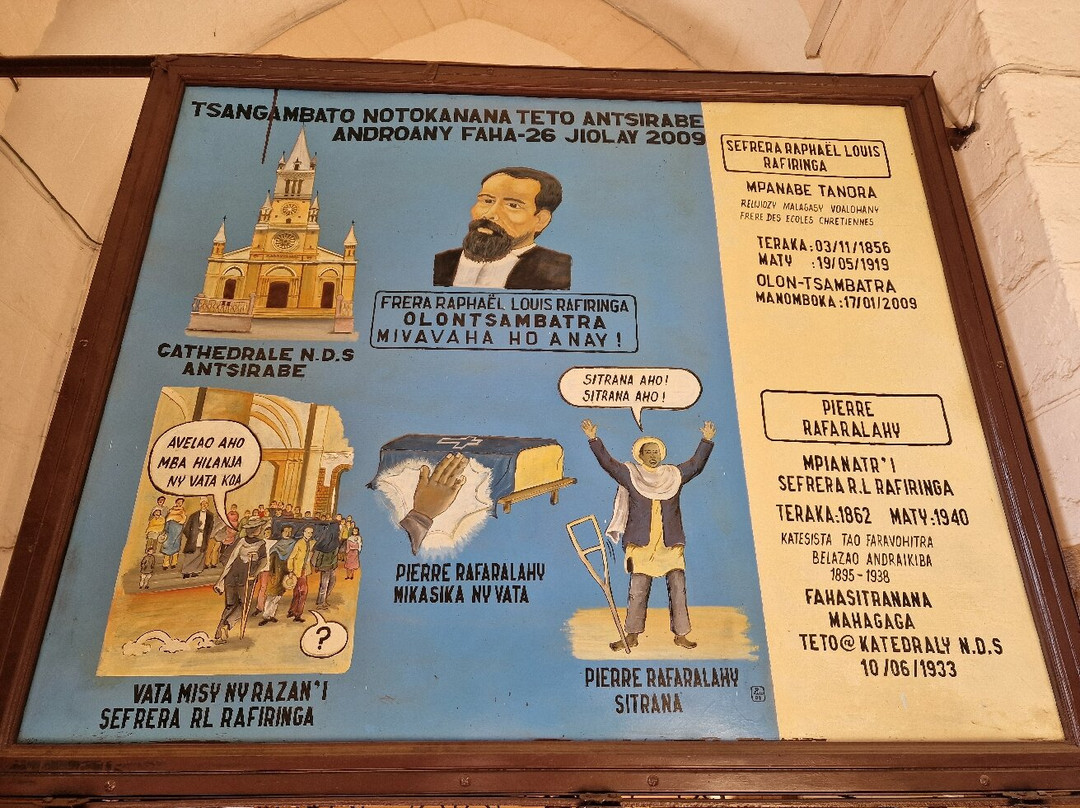 TSANGAMBATO NOTOKANANA TETO ANTSIRABE
ANDROANY FAHA-26 JIOLAY 2009
FRERA RAPHAËL LOUIS RAFIRINGA
OLONTSAMBATRA
MIVAVAHA HO ANAY !
CATHEDRALE N.D.S
ANTSIRABE
AVELAO AHO
MBA HILANJA
NY VATA KOA
?
VATA MISY NY RAZAN'I
SEFRERA RL RAFIRINGA
PIERRE RAFARALAHY
MIKASIKA NY VATA
SITRANA AHO!
SITRANA AHO!
PIERRE RAFARALAHY
SITRANA
SEFRERA RAPHAËL LOUIS
RAFIRINGA
MPANABE TANORA
RELIJIOZY MALAGASY VOALOHANY
FRERE DES ECOLES CHRETIENNES
TERAKA:03/11/1856
MATY :19/05/1919
OLON-TSAMBATRA
MANOMBOKA:17/01/2009
PIERRE
RAFARALAHY
MPIANATR'I
SEFRERA R.L RAFIRINGA
TERAKA:1862 MATY:1940
KATESISTA TAO FARAVOHITRA
BELAZAO ANDRAIKIBA
1895-1938
FAHASITRANANA
MAHAGAGA
TETO@KATEDRALY N.D.S
10/06/1933